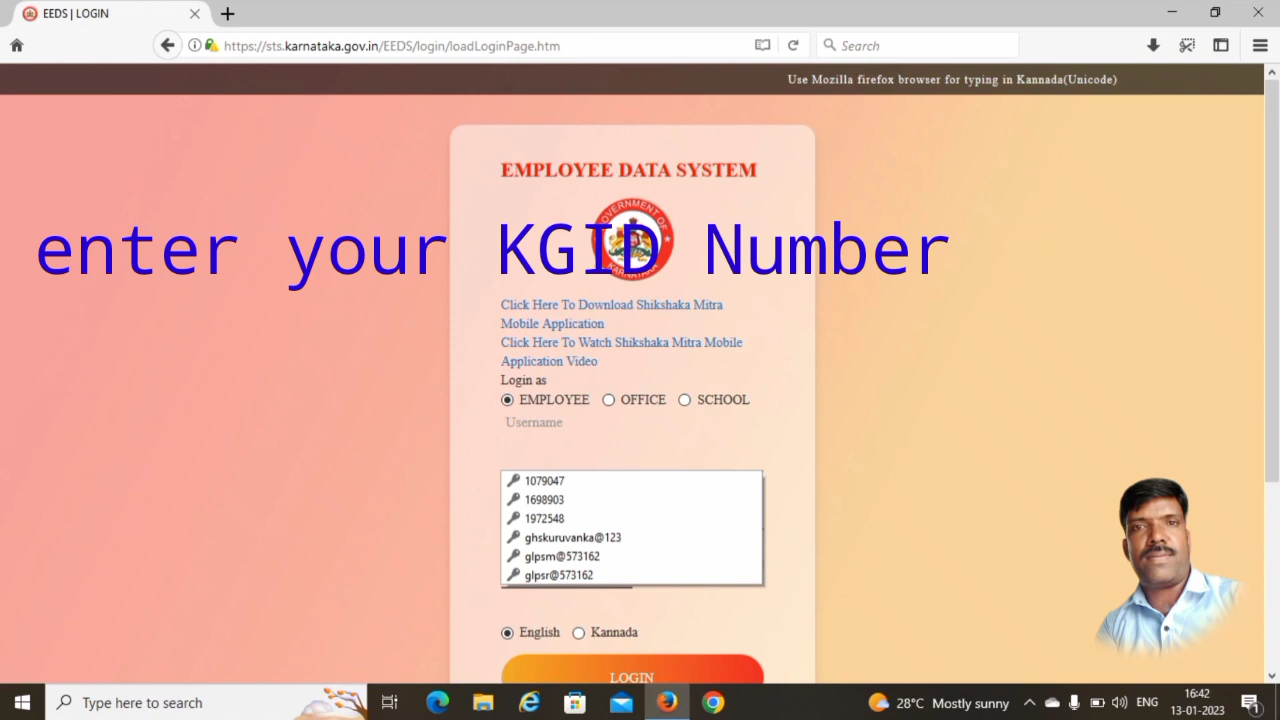 EEDS | LOGIN
https://sts.karnataka.gov.in/EEDS/login/loadLoginPage.htm
Search
Use Mozilla firefox browser for typing in Kannada(Unicode)
EMPLOYEE DATA SYSTEM
GOVERNMENT OF
KARNATAKA
enter your KGID Number
Click Here To Download Shikshaka Mitra
Mobile Application
Click Here To Watch Shikshaka Mitra Mobile
Application Video
Login as
EMPLOYEE OFFICE SCHOOL
Username
1079047
1698903
1972548
ghskuruvanka@123
glpsm@573162
glpsr@573162
English Kannada
LOGIN
Type here to search
28°C Mostly sunny
ENG
16:42
13-01-2023
1